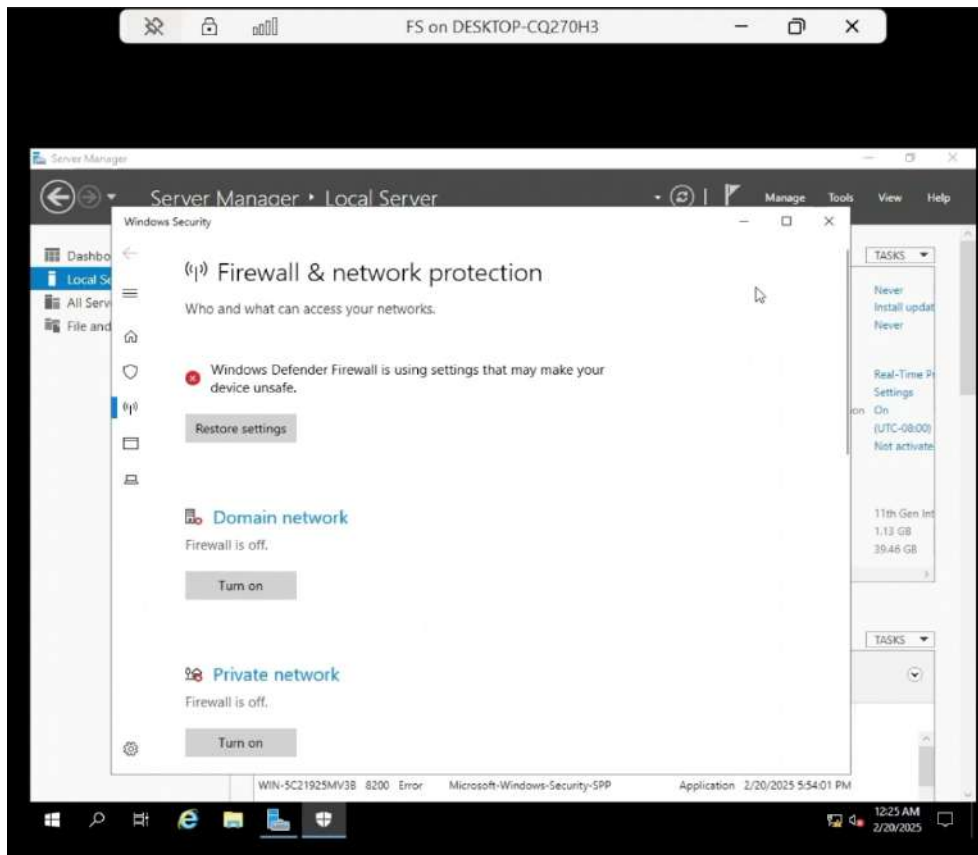 FS on DESKTOP-CQ270H3
Server Manager
Server Manager • Local Server
Manage Tools View Help
Windows Security
Dashbo
Local Se
All Serv
File and
Firewall & network protection
Who and what can access your networks.
Windows Defender Firewall is using settings that may make your
device unsafe.
Restore settings
Domain network
Firewall is off.
Turn on
Private network
Firewall is off.
Turn on
TASKS
Never
Install updat
Never
Real-Time Pr
Settings
on On
(UTC-08:00)
Not activate
11th Gen Int
1.13 GB
39.46 GB
TASKS
WIN-5C21925MV3B 8200 Error Microsoft-Windows-Security-SPP Application 2/20/2025 5:54:01 PM
12:25 AM
2/20/2025